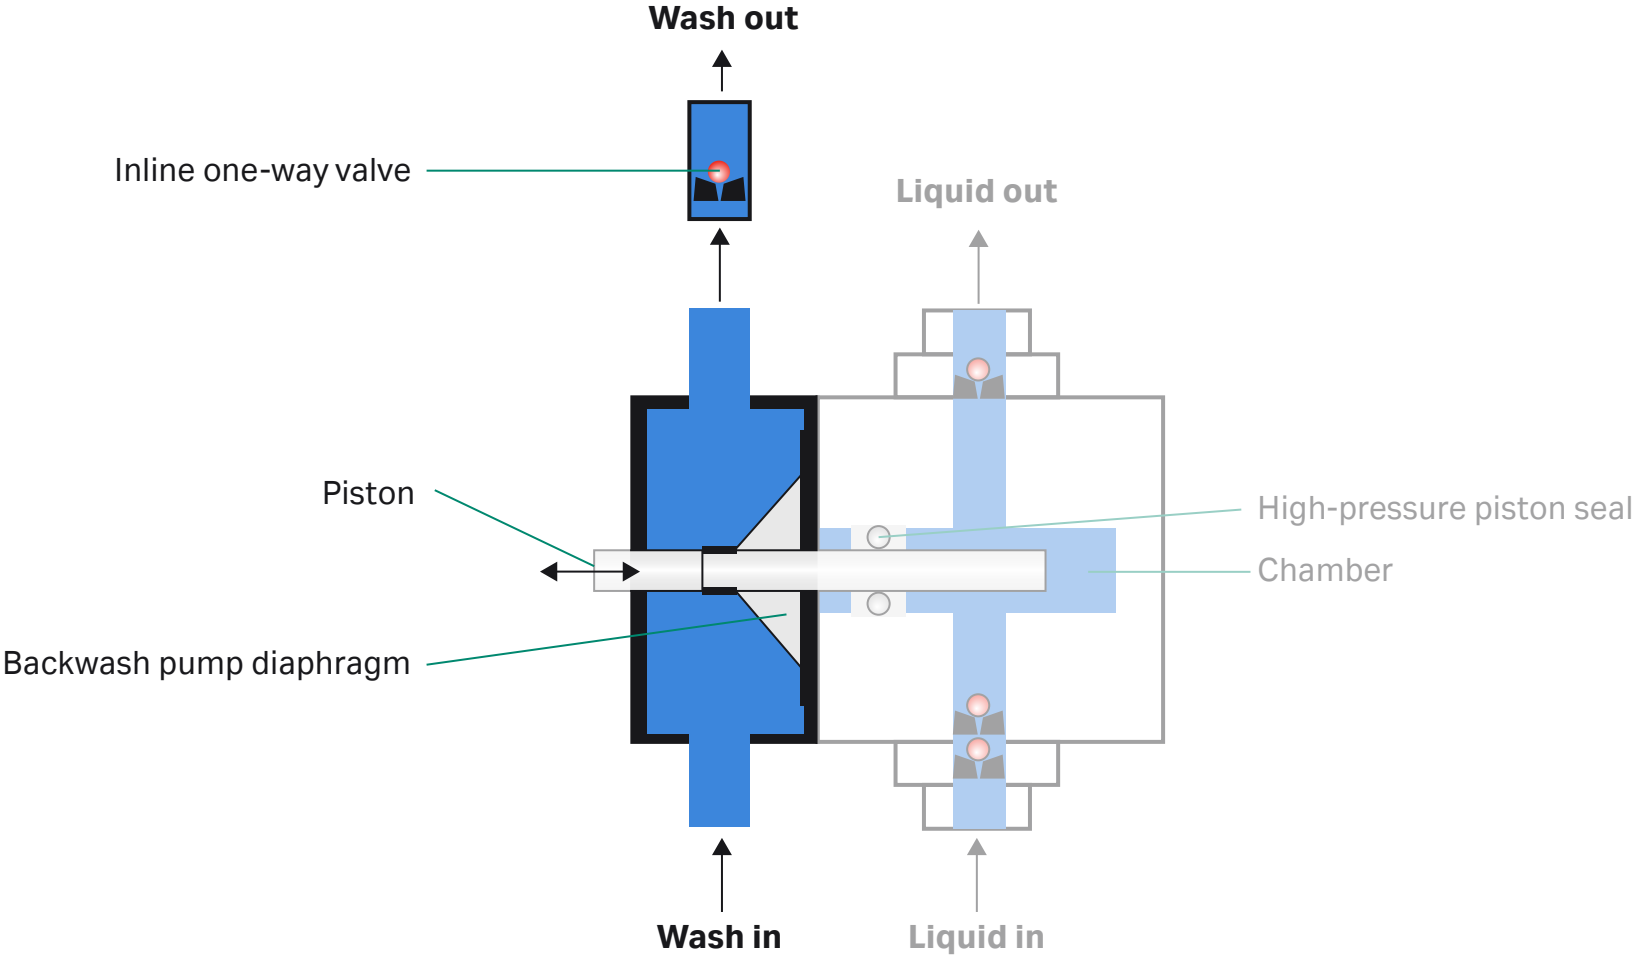 Wash out
Inline one-way valve
Liquid out
Piston
High-pressure piston seal
Chamber
Backwash pump diaphragm
Wash in
Liquid in